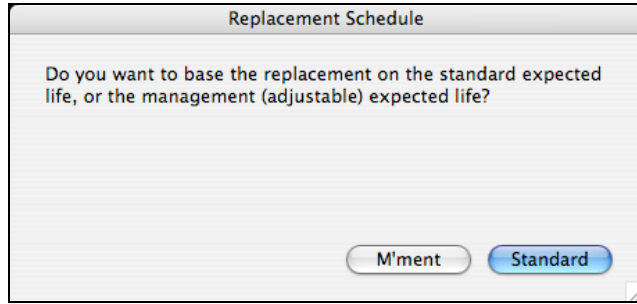 Replacement Schedule
Do you want to base the replacement on the standard expected
life, or the management (adjustable) expected life?
M'ment
Standard